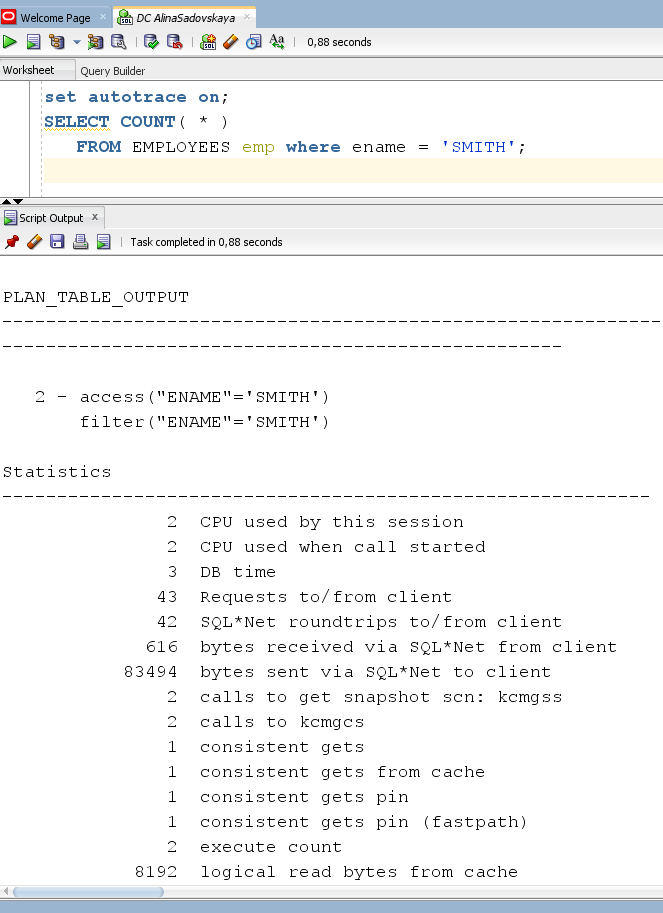 Welcome Page × DC AlinaSadovskaya ×
0,88 seconds
Worksheet Query Builder
set autotrace on;
SELECT COUNT( * )
FROM EMPLOYEES emp where ename = 'SMITH';
Script Output x
Task completed in 0,88 seconds
PLAN_TABLE_OUTPUT
------------------------------------------------------------
---------------------------------------------------
2 - access("ENAME"='SMITH')
filter("ENAME"='SMITH')
Statistics
-----------------------------------------------------------
2 CPU used by this session
2 CPU used when call started
3 DB time
43 Requests to/from client
42 SQL*Net roundtrips to/from client
616 bytes received via SQL*Net from client
83494 bytes sent via SQL*Net to client
2 calls to get snapshot scn: kcmgss
2 calls to kcmgcs
1 consistent gets
1 consistent gets from cache
1 consistent gets pin
1 consistent gets pin (fastpath)
2 execute count
8192 logical read bytes from cache